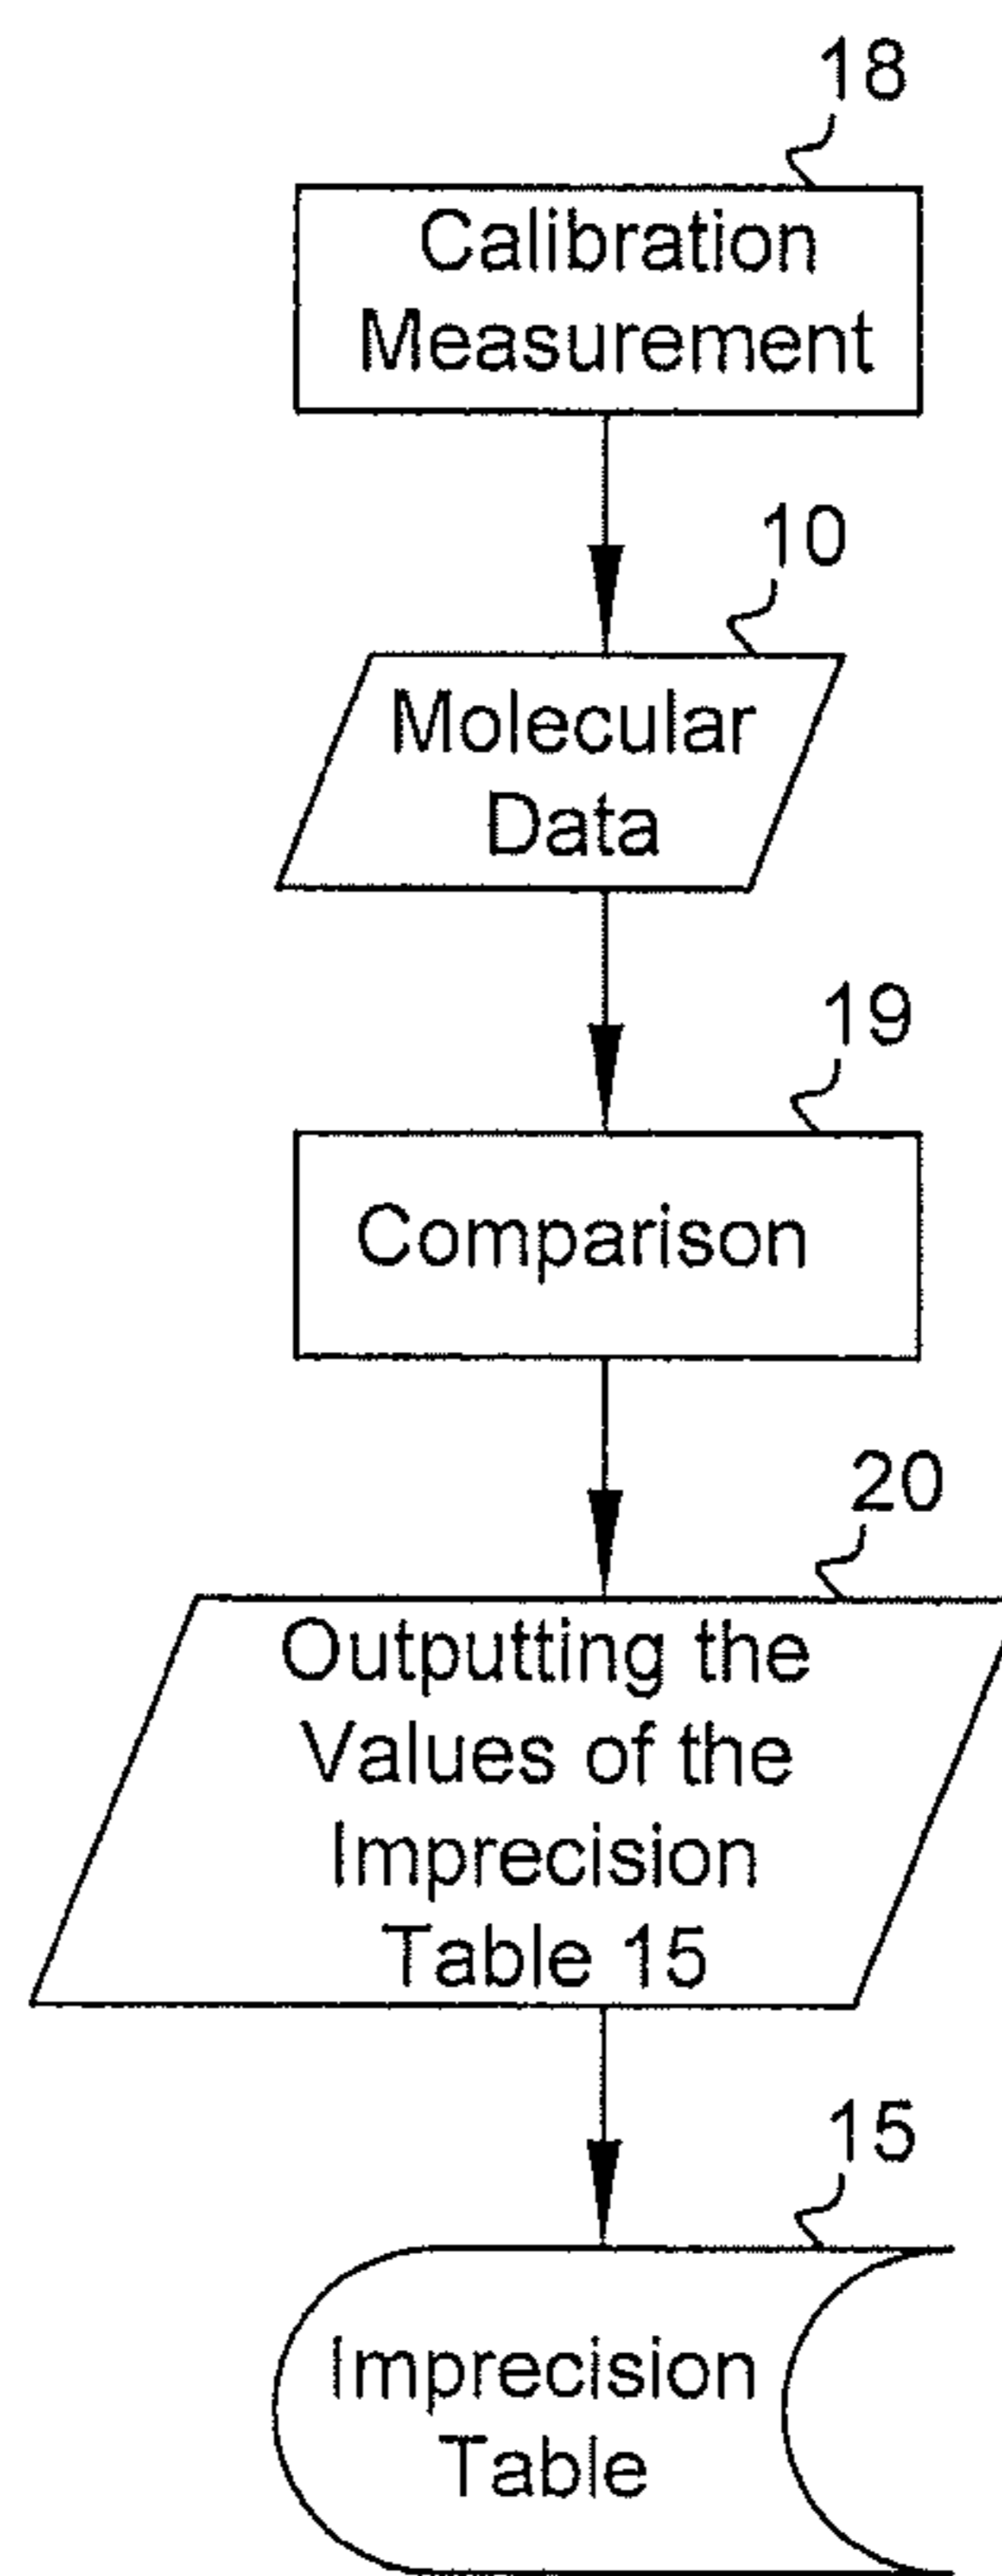 18
Calibration
Measurement
10
Molecular
Data
19
Comparison
20
Outputting the
Values of the
Imprecision
Table 15
15
Imprecision
Table